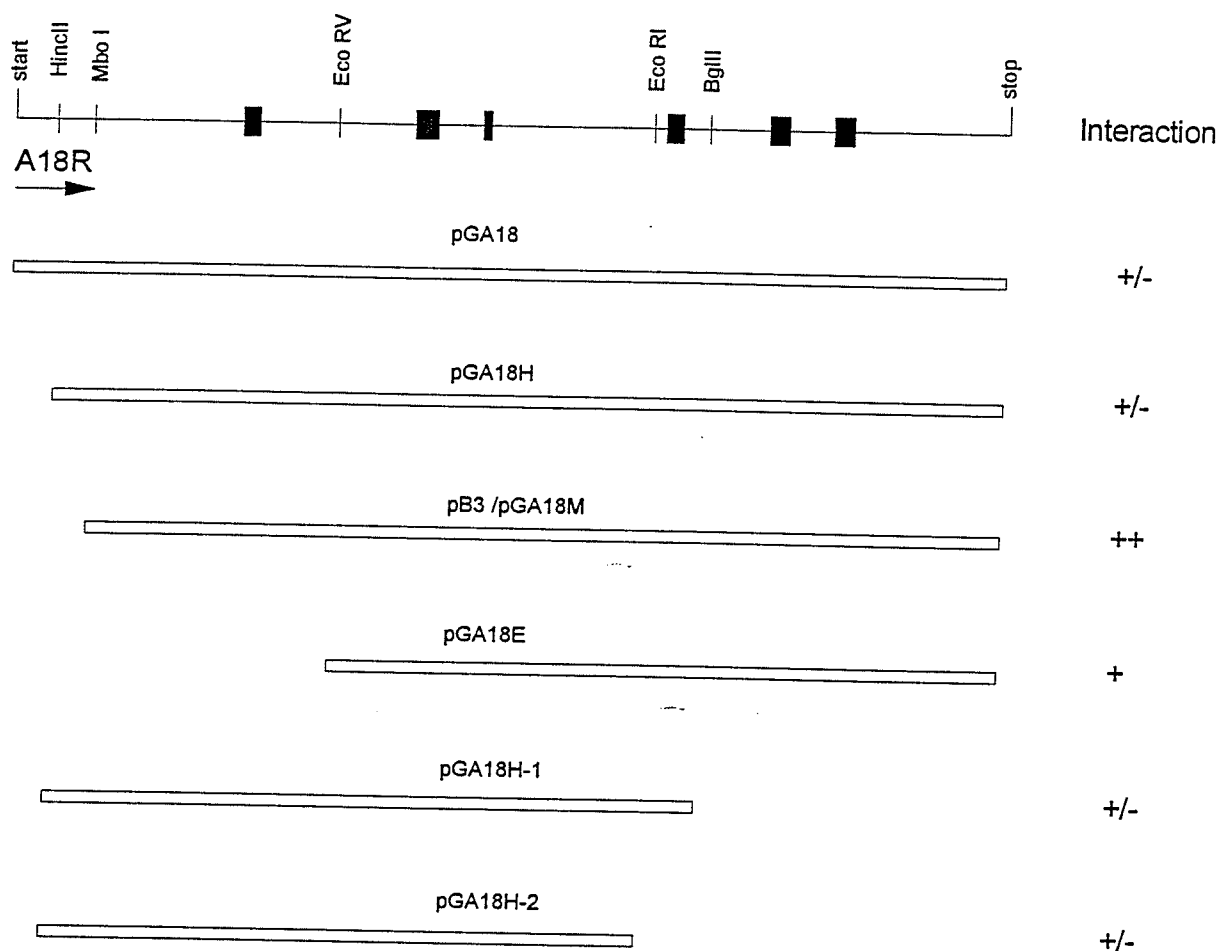 start
HincII
Mbo I
Eco RV
Eco RI
BglII
stop
Interaction
A18R
pGA18
+/-
pGA18H
+/-
pB3 /pGA18M
++
pGA18E
+
pGA18H-1
+/-
pGA18H-2
+/-